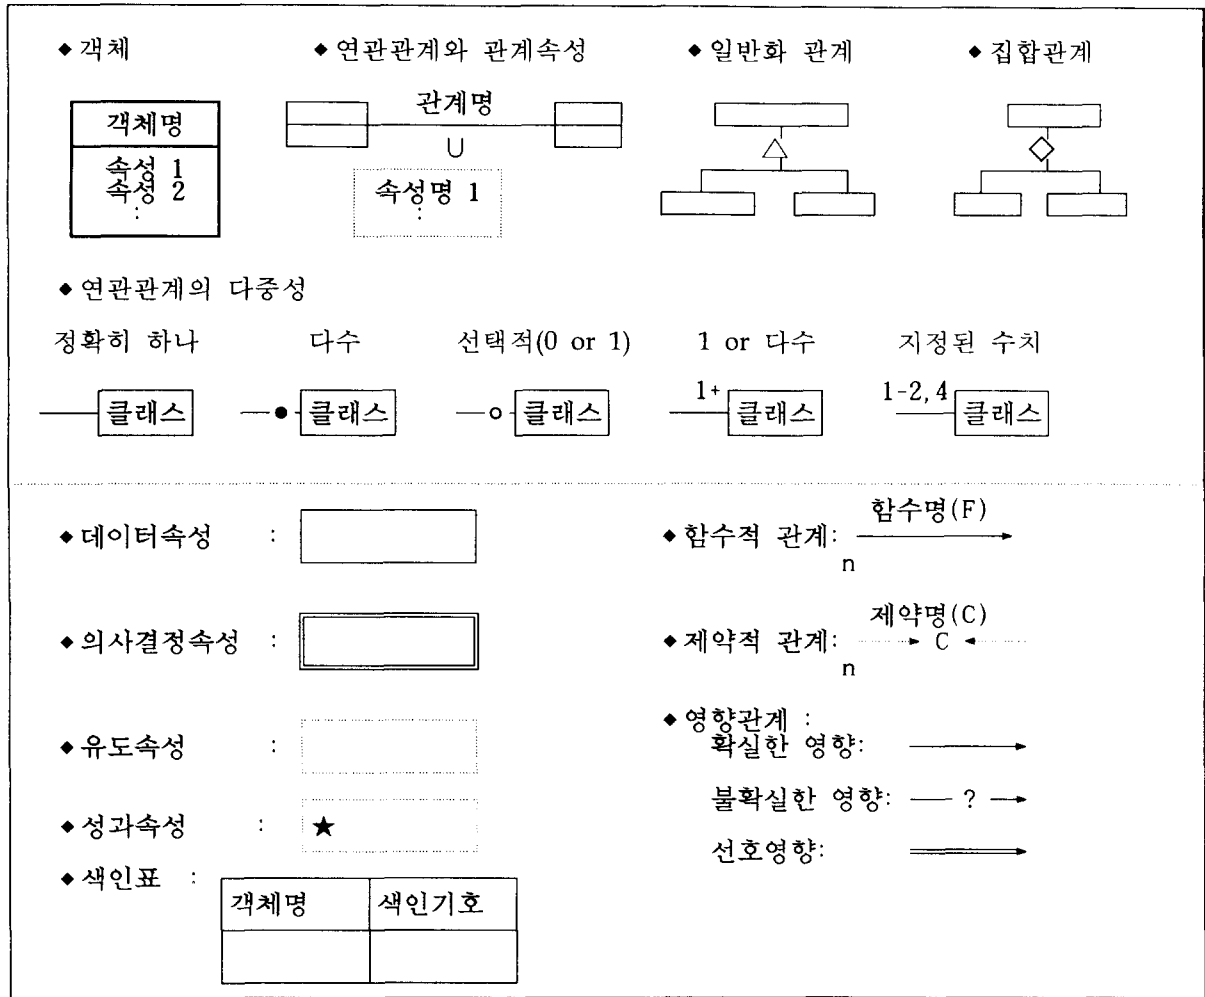 ◆객체 ◆연관관계와 관계속성 ◆일반화 관계 ◆집합관계
객체명
속성 1
속성 2
:
관계명
속성명 1
:
◆연관관계의 다중성
정확히 하나 다수 선택적(0 or 1) 1 or 다수 지정된 수치
클래스 클래스 클래스 1+ 클래스 1-2,4 클래스
◆데이터속성 :
◆의사결정속성 :
◆유도속성 :
◆성과속성 : ★
◆색인표 :
객체명 색인기호
◆함수적 관계: 함수명(F)
n
◆제약적 관계: 제약명(C)
C
n
◆영향관계 :
확실한 영향:
불확실한 영향: ?
선호영향: